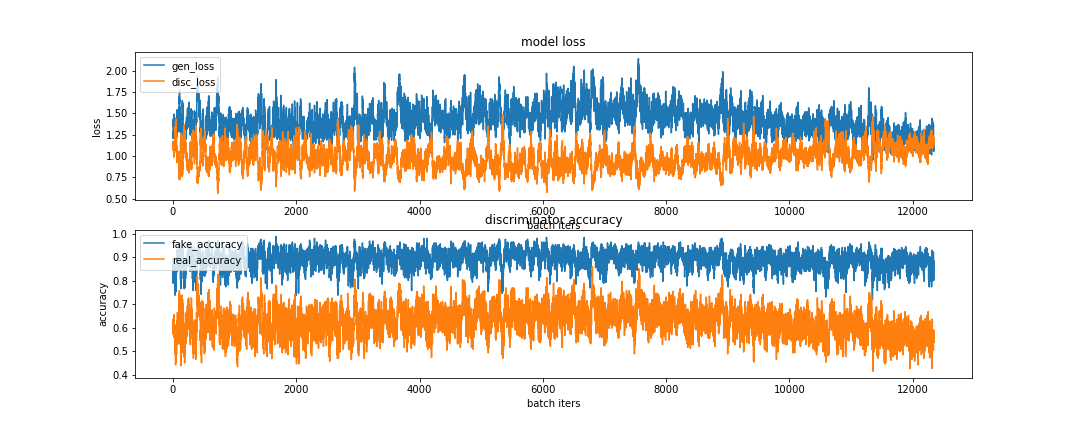 model loss
gen_loss
disc_loss
2.00
1.75
1.50
1.25
1.00
0.75
0.50
loss
0 2000 4000 6000 8000 10000 12000
batch iters
discriminator accuracy
fake_accuracy
real_accuracy
1.0
0.9
0.8
0.7
0.6
0.5
0.4
accuracy
0 2000 4000 6000 8000 10000 12000
batch iters